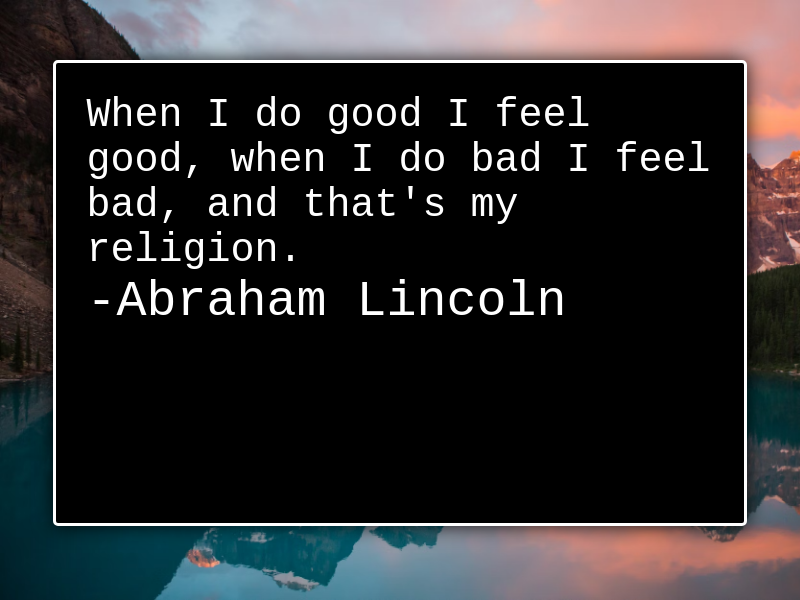 When I do good I feel
good, when I do bad I feel
bad, and that's my
religion.
-Abraham Lincoln